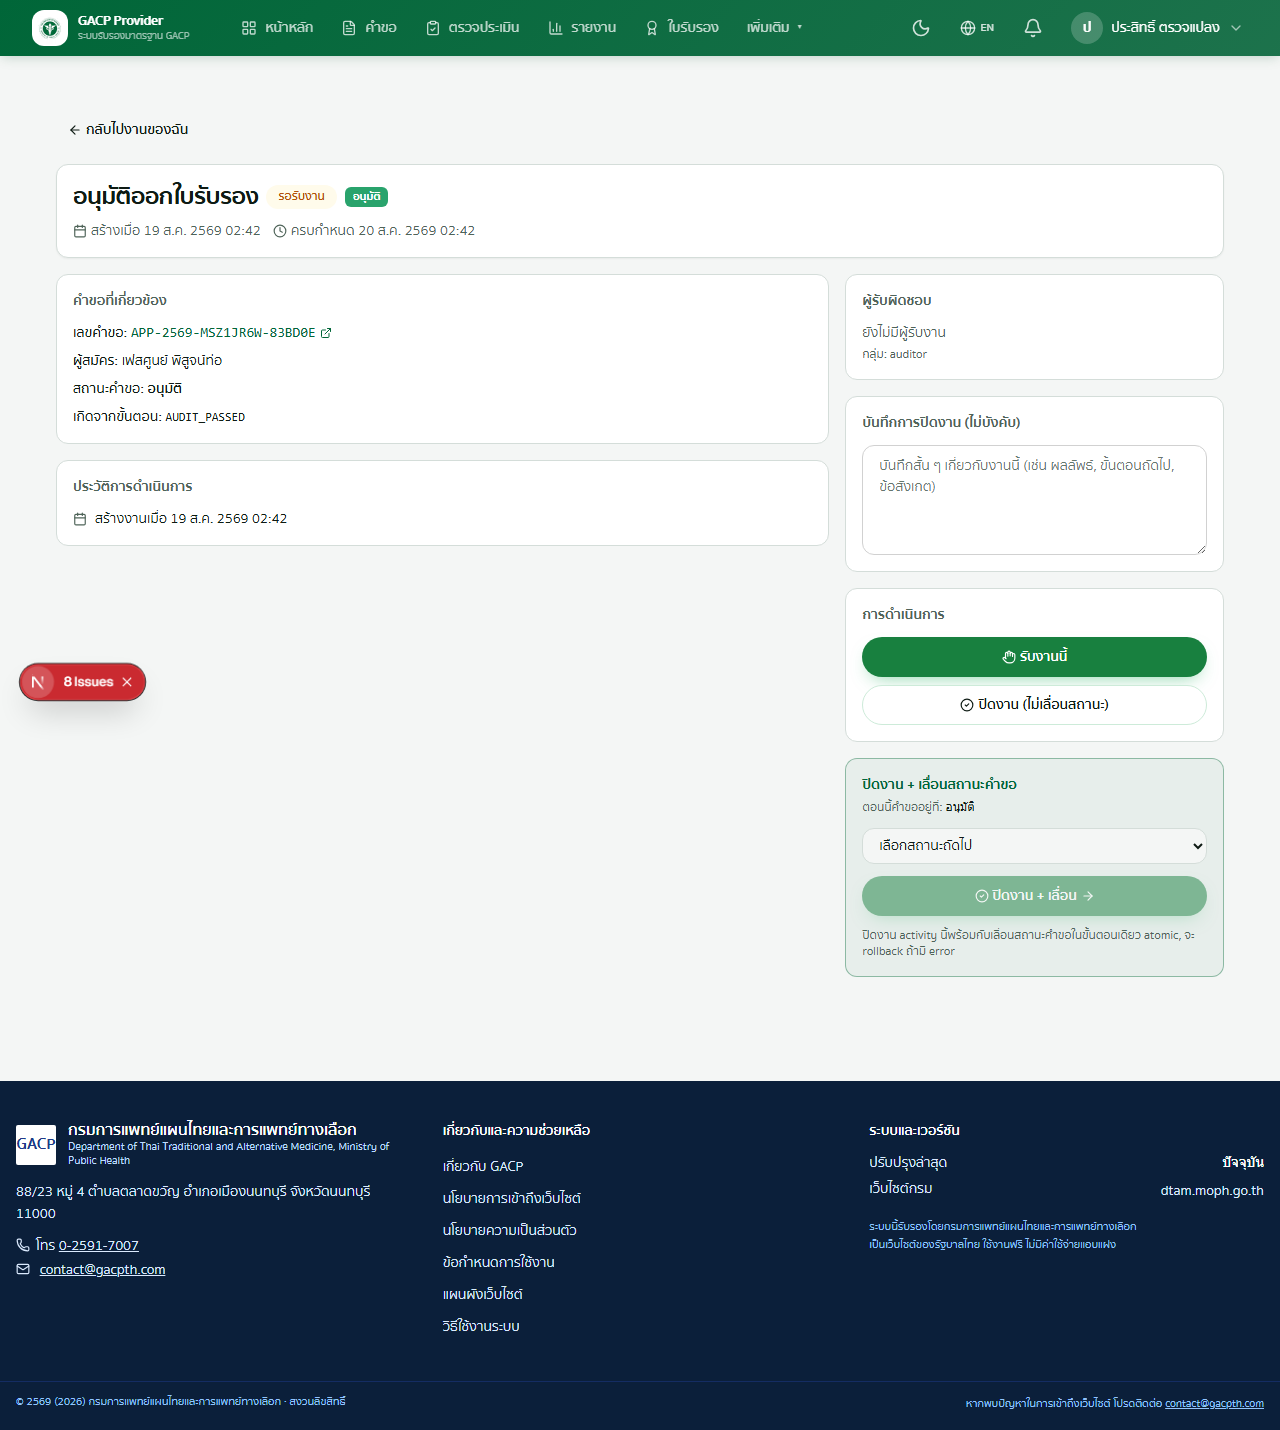 GACP Provider
ระบบรับรองมาตรฐาน GACP
หน้าหลัก
คำขอ
ตรวจประเมิน
รายงาน
ใบรับรอง
เพิ่มเติม
EN
ป
ประสิทธิ์ ตรวจแปลง
กลับไปงานของฉัน
อนุมัติออกใบรับรอง
รอรับงาน
อนุมัติ
สร้างเมื่อ 19 ส.ค. 2569 02:42
ครบกำหนด 20 ส.ค. 2569 02:42
คำขอที่เกี่ยวข้อง
เลขคำขอ: APP-2569-MSZ1JR6W-83BD0E
ผู้สมัคร: เฟสศูนย์ พิสูจน์ท่อ
สถานะคำขอ: อนุมัติ
เกิดจากขั้นตอน: AUDIT_PASSED
ประวัติการดำเนินการ
สร้างงานเมื่อ 19 ส.ค. 2569 02:42
ผู้รับผิดชอบ
ยังไม่มีผู้รับงาน
กลุ่ม: auditor
บันทึกการปิดงาน (ไม่บังคับ)
บันทึกสั้น ๆ เกี่ยวกับงานนี้ (เช่น ผลลัพธ์, ขั้นตอนถัดไป,
ข้อสังเกต)
การดำเนินการ
รับงานนี้
ปิดงาน (ไม่เลื่อนสถานะ)
ปิดงาน + เลื่อนสถานะคำขอ
ตอนนี้คำขออยู่ที่: อนุมัติ
เลือกสถานะถัดไป
ปิดงาน + เลื่อน
ปิดงาน activity นี้พร้อมกับเลื่อนสถานะคำขอในขั้นตอนเดียว atomic, จะ
rollback ถ้ามี error
N
8 Issues
GACP
กรมการแพทย์แผนไทยและการแพทย์ทางเลือก
Department of Thai Traditional and Alternative Medicine, Ministry of
Public Health
88/23 หมู่ 4 ตำบลตลาดขวัญ อำเภอเมืองนนทบุรี จังหวัดนนทบุรี
11000
โทร 0-2591-7007
contact@gacpth.com
เกี่ยวกับและความช่วยเหลือ
เกี่ยวกับ GACP
นโยบายการเข้าถึงเว็บไซต์
นโยบายความเป็นส่วนตัว
ข้อกำหนดการใช้งาน
แผนผังเว็บไซต์
วิธีใช้งานระบบ
ระบบและเวอร์ชัน
ปรับปรุงล่าสุด
ปัจจุบัน
เว็บไซต์กรม
dtam.moph.go.th
ระบบนี้รับรองโดยกรมการแพทย์แผนไทยและการแพทย์ทางเลือก
เป็นเว็บไซต์ของรัฐบาลไทย ใช้งานฟรี ไม่มีค่าใช้จ่ายแอบแฝง
© 2569 (2026) กรมการแพทย์แผนไทยและการแพทย์ทางเลือก · สงวนลิขสิทธิ์
หากพบปัญหาในการเข้าถึงเว็บไซต์ โปรดติดต่อ contact@gacpth.com